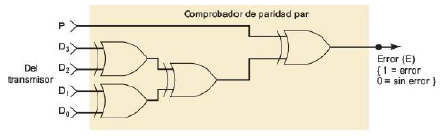 Comprobador de paridad par
P
D3
D2
D1
D0
Del
transmisor
Error (E)
{ 1 = error
0 = sin error }